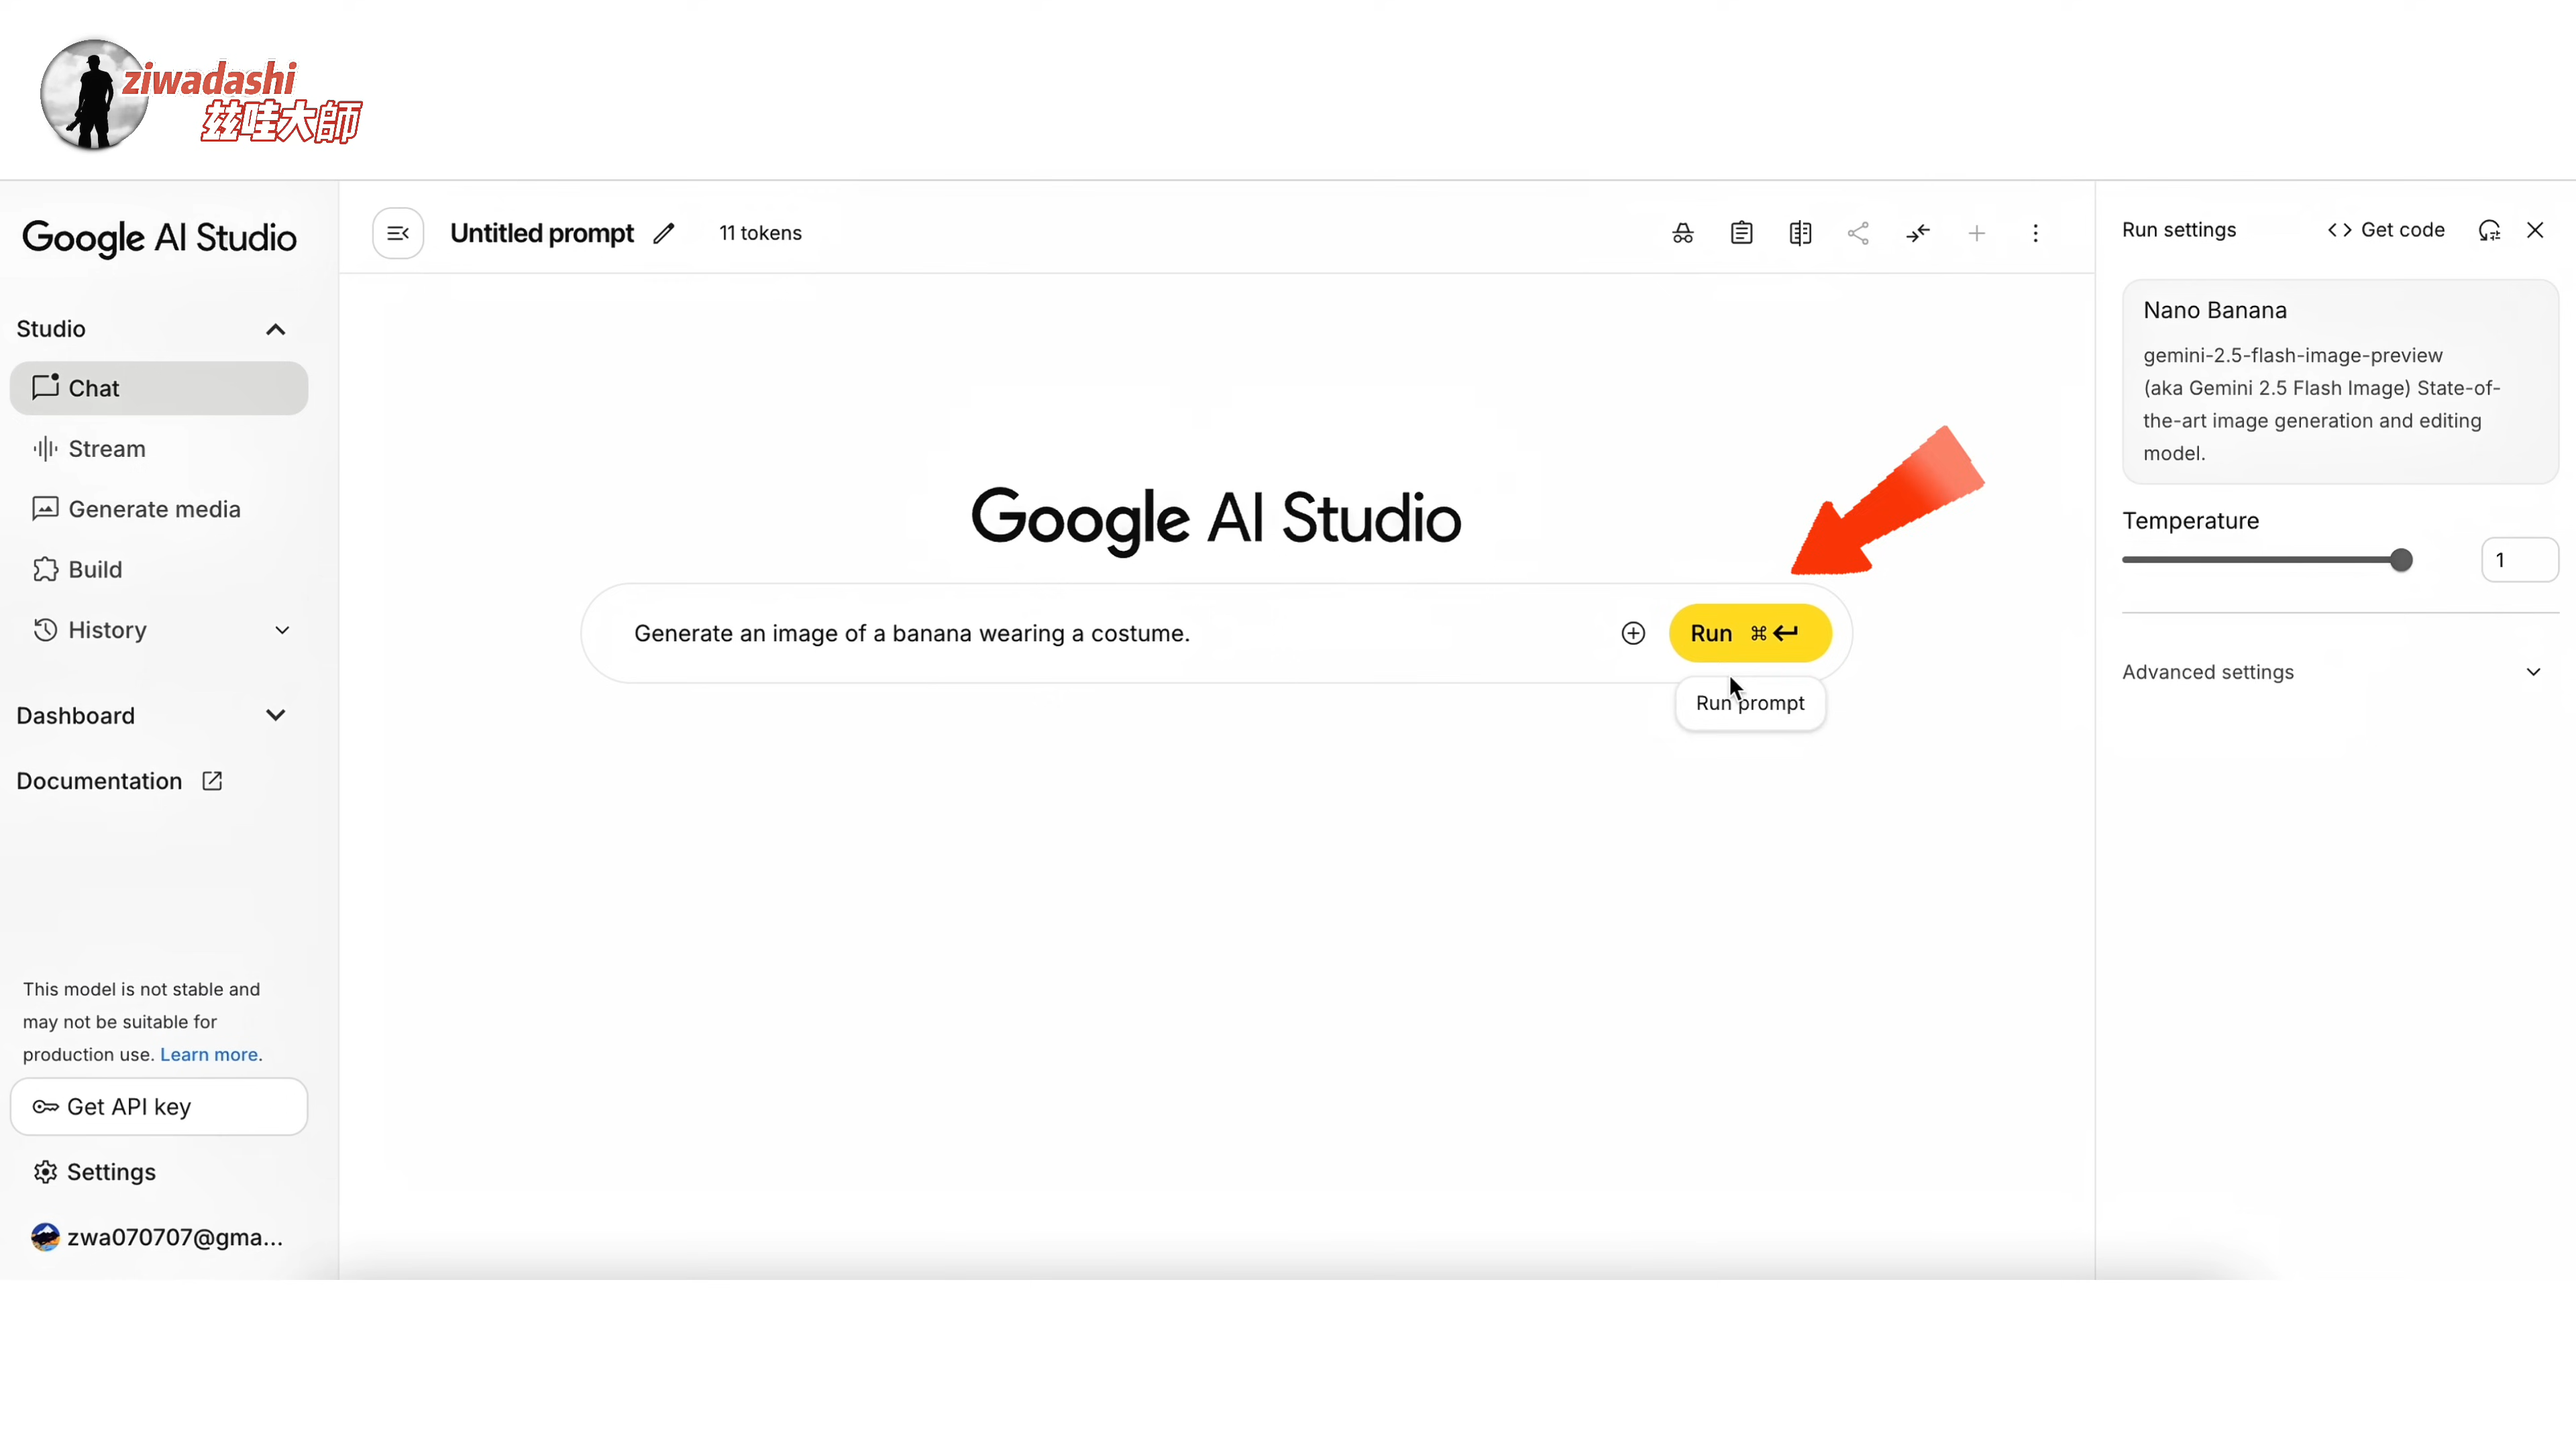 ziwadashi
玆哇大師
Google AI Studio
Studio
Chat
Stream
Generate media
Build
History
Dashboard
Documentation
This model is not stable and
may not be suitable for
production use. Learn more.
Get API key
Settings
zwa070707@gma...
Untitled prompt
11 tokens
Google AI Studio
Generate an image of a banana wearing a costume.
Run ⌘ ↵
Run prompt
Run settings
<> Get code
Nano Banana
gemini-2.5-flash-image-preview
(aka Gemini 2.5 Flash Image) State-of-
the-art image generation and editing
model.
Temperature
1
Advanced settings